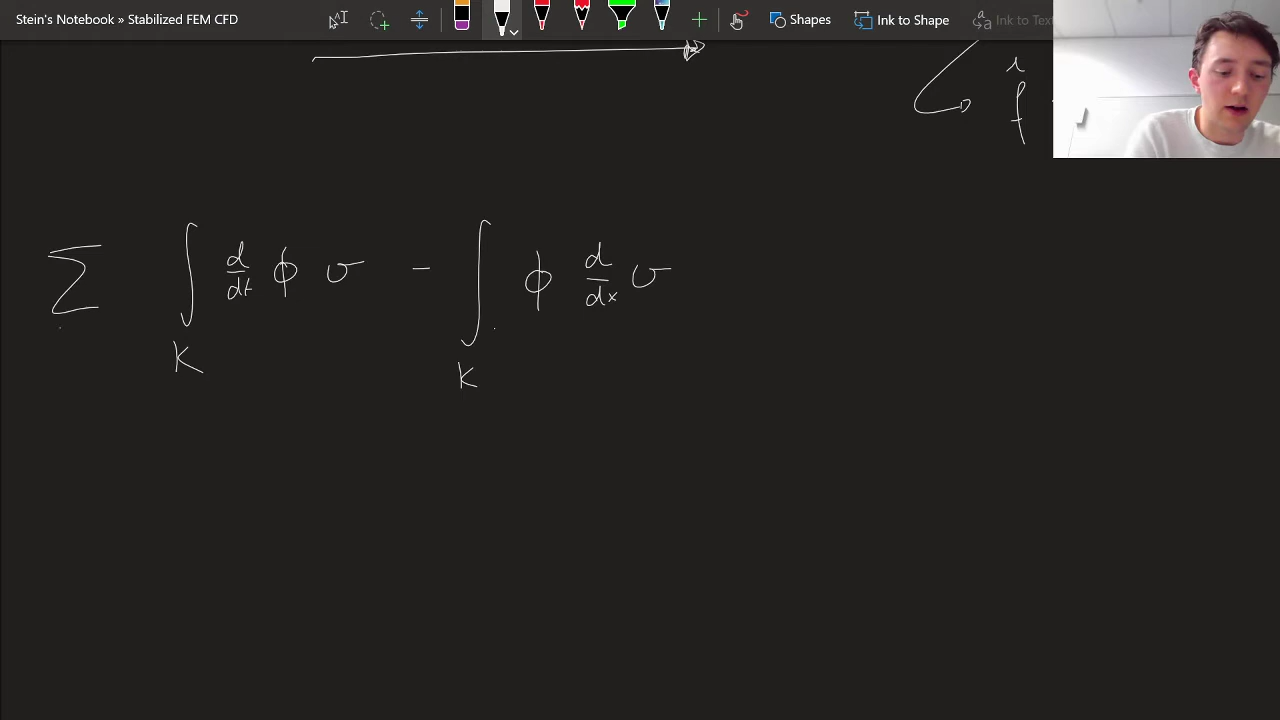 Stein's Notebook » Stabilized FEM CFD
Shapes
Ink to Shape
Ink to Text
f
∑ ∫ d/dt ϕ v - ∫ ϕ d/dx v
K K